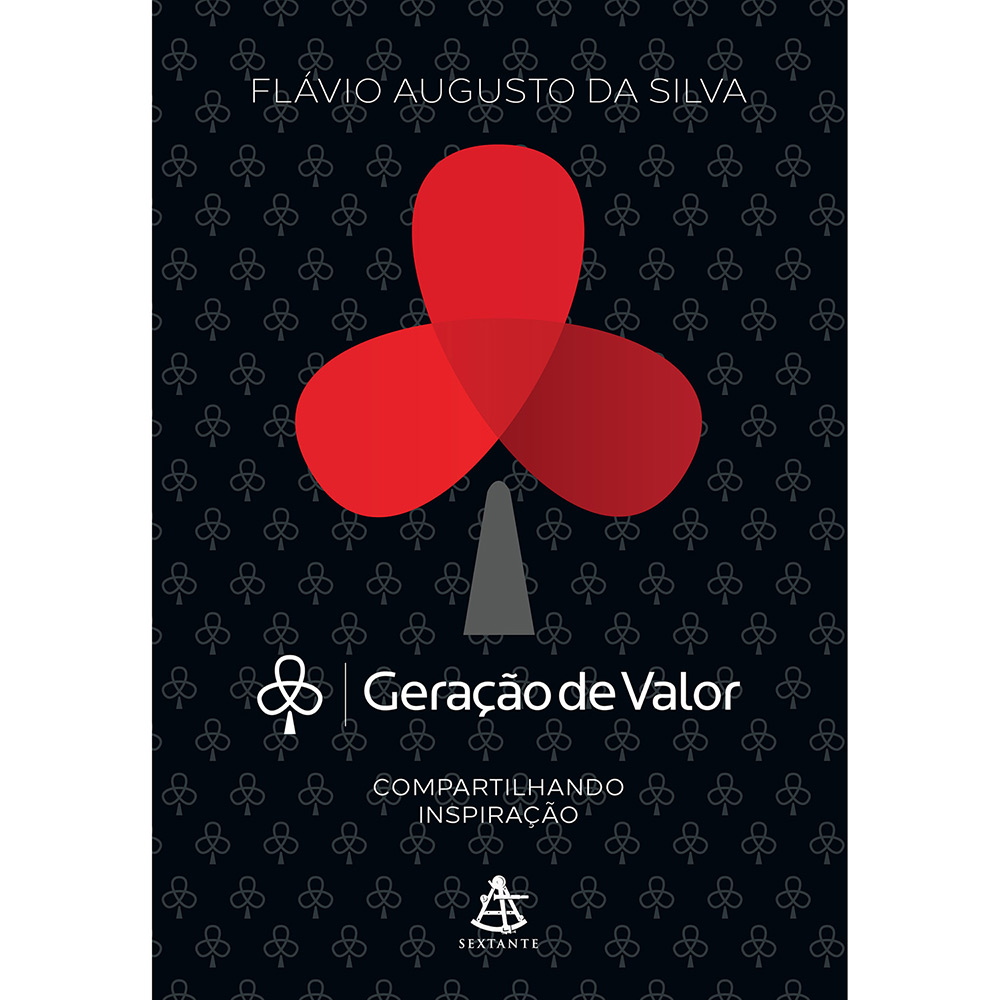 FLÁVIO AUGUSTO DA SILVA
Geração de Valor
COMPARTILHANDO
INSPIRAÇÃO
SEXTANTE